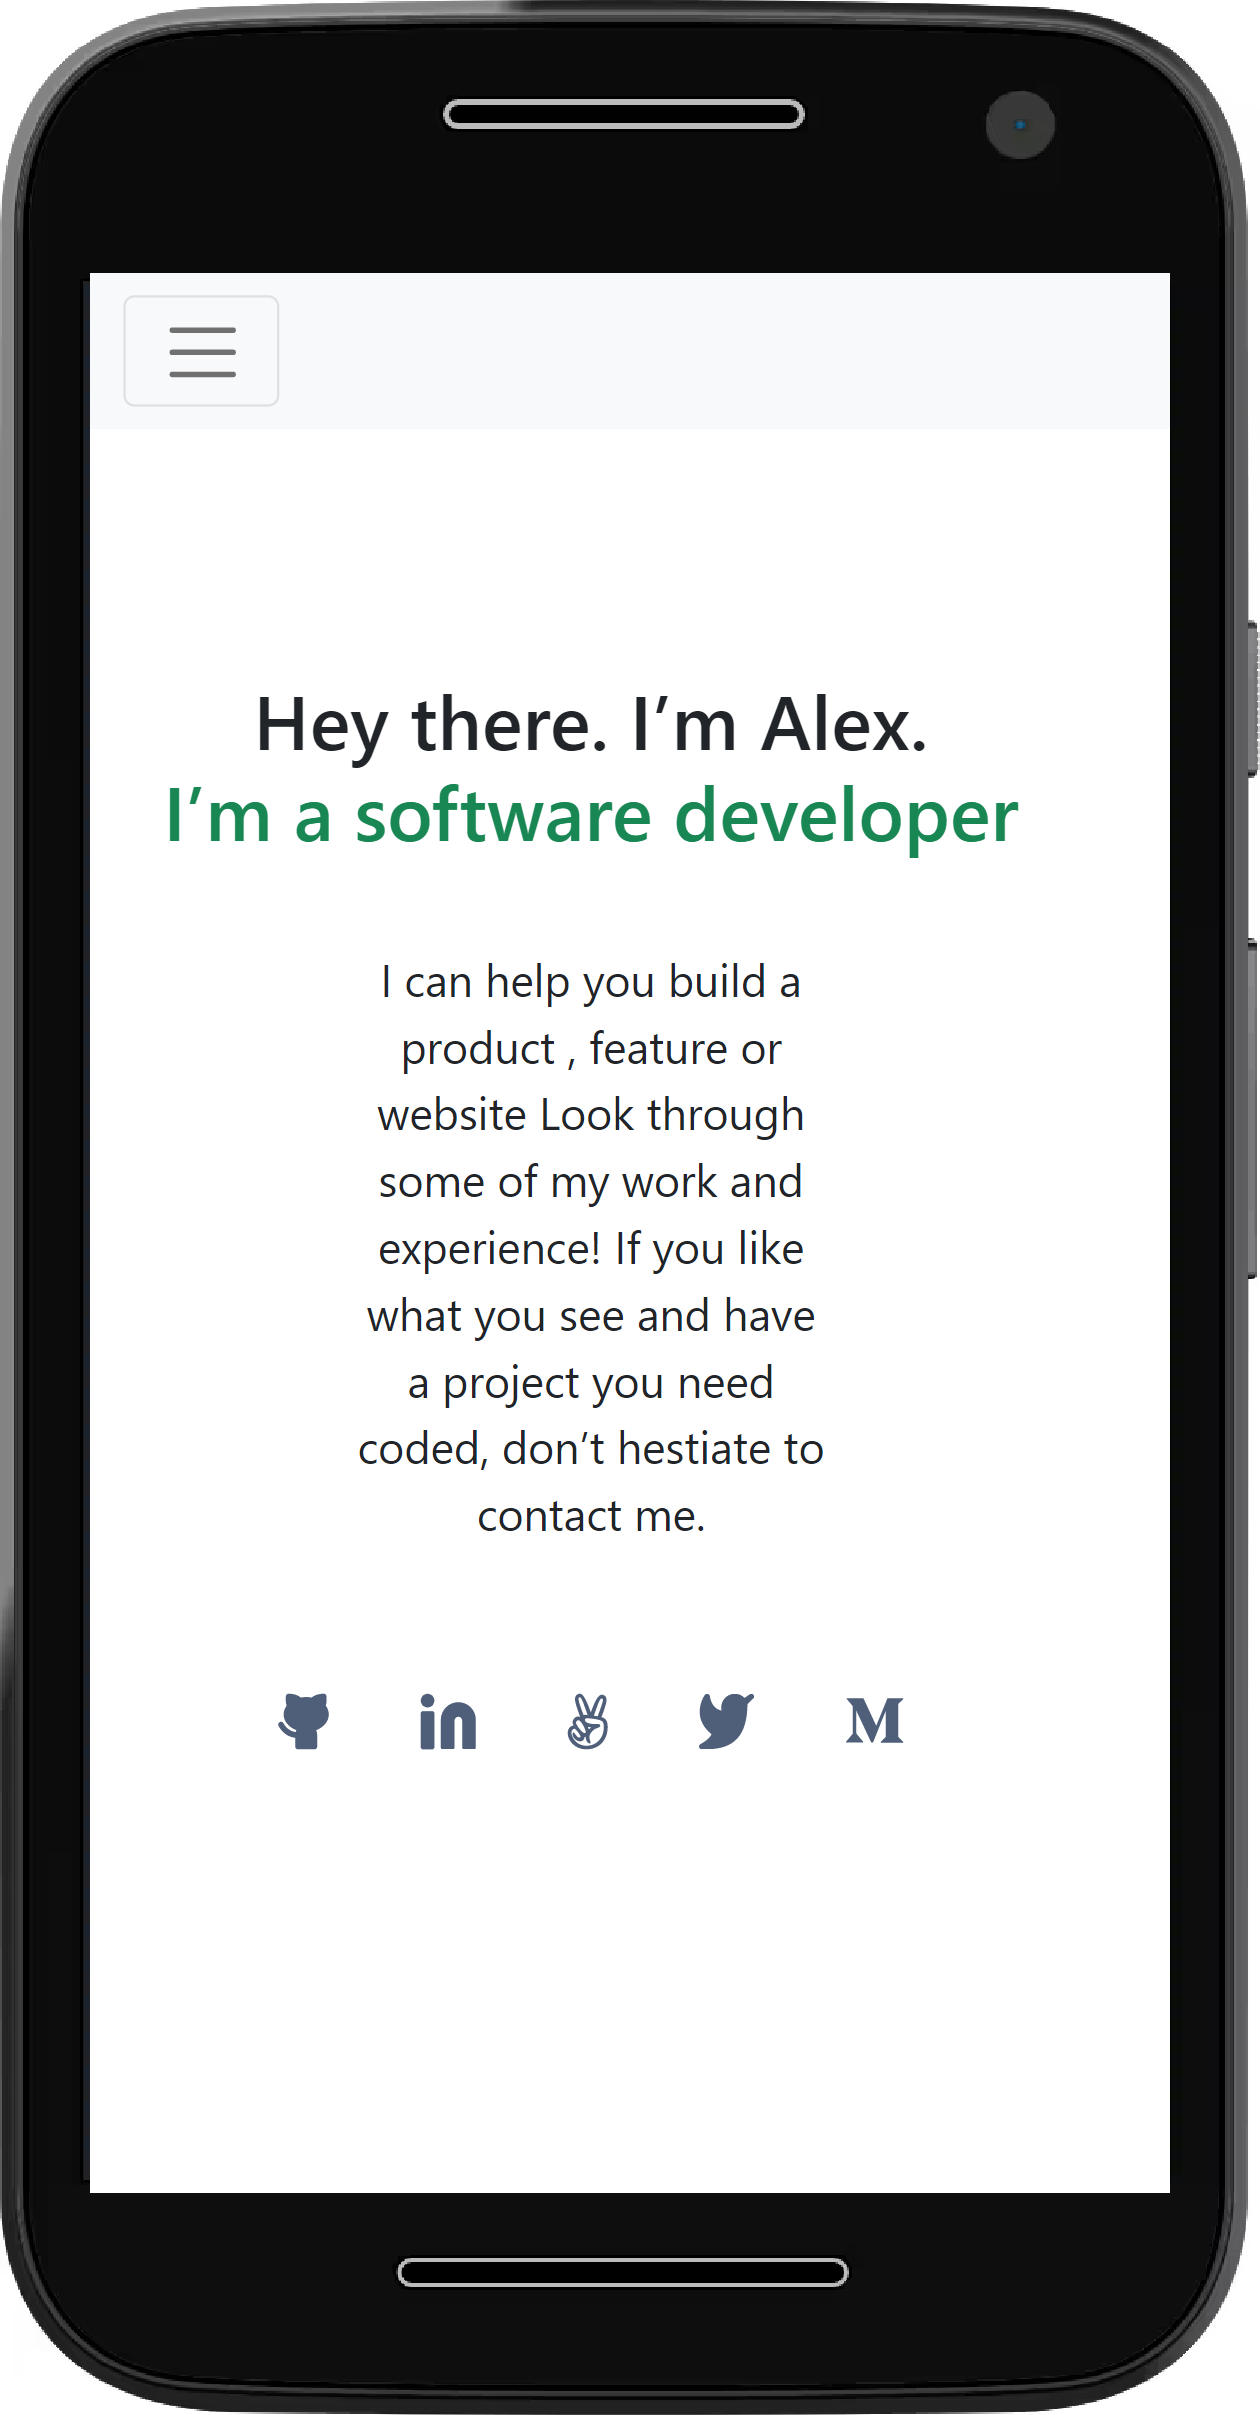 Hey there. I’m Alex.
I’m a software developer
I can help you build a
product , feature or
website Look through
some of my work and
experience! If you like
what you see and have
a project you need
coded, don’t hestiate to
contact me.